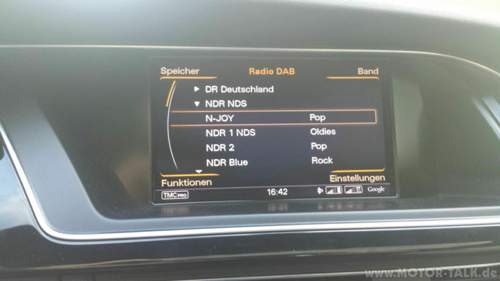 Speicher Radio DAB Band
DR Deutschland
NDR NDS
N-JOY Pop
NDR 1 NDS Oldies
NDR 2 Pop
NDR Blue Rock
Funktionen Einstellungen
TMC PRO 16:42 Google
www.MOTOR-TALK.de